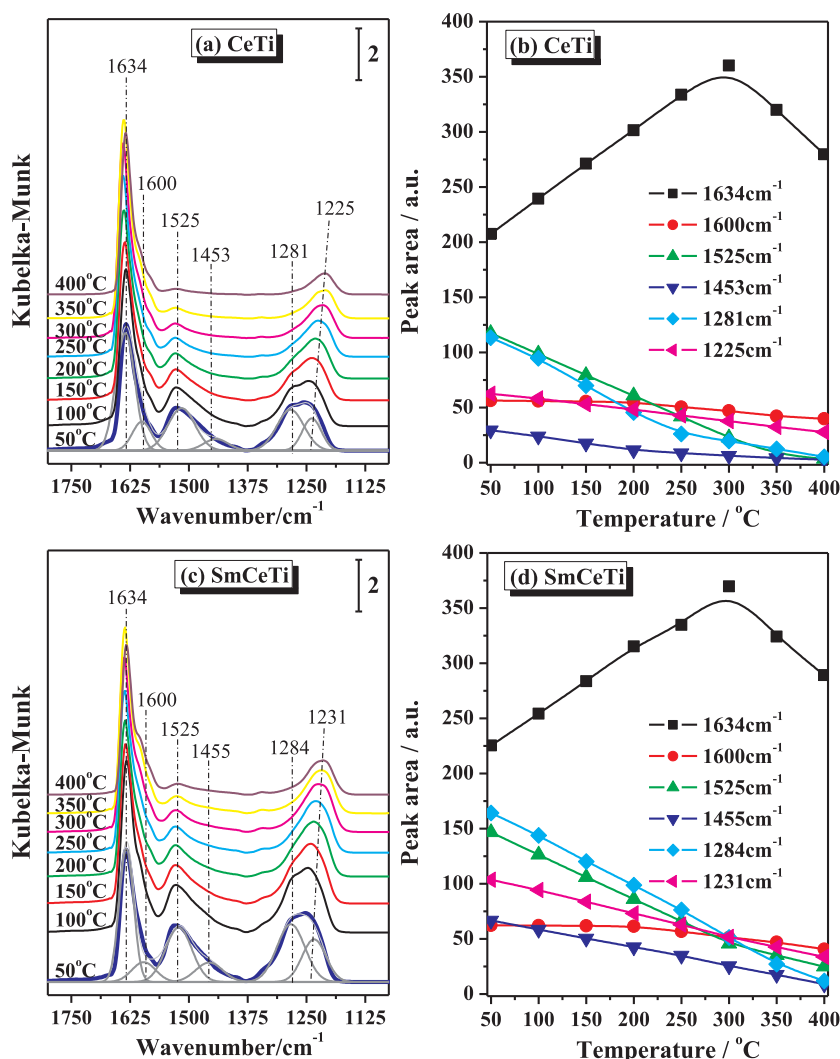 (a) CeTi
2
1634
1600
1525
1453
1281
1225
400°C
350°C
300°C
250°C
200°C
150°C
100°C
50°C
Kubelka-Munk
1750 1625 1500 1375 1250 1125
Wavenumber/cm⁻¹
(b) CeTi
400
350
300
250
200
150
100
50
0
Peak area / a.u.
1634cm⁻¹
1600cm⁻¹
1525cm⁻¹
1453cm⁻¹
1281cm⁻¹
1225cm⁻¹
50 100 150 200 250 300 350 400
Temperature / °C
(c) SmCeTi
2
1634
1600
1525
1455
1284
1231
400°C
350°C
300°C
250°C
200°C
150°C
100°C
50°C
Kubelka-Munk
1750 1625 1500 1375 1250 1125
Wavenumber/cm⁻¹
(d) SmCeTi
400
350
300
250
200
150
100
50
0
Peak area / a.u.
1634cm⁻¹
1600cm⁻¹
1525cm⁻¹
1455cm⁻¹
1284cm⁻¹
1231cm⁻¹
50 100 150 200 250 300 350 400
Temperature / °C